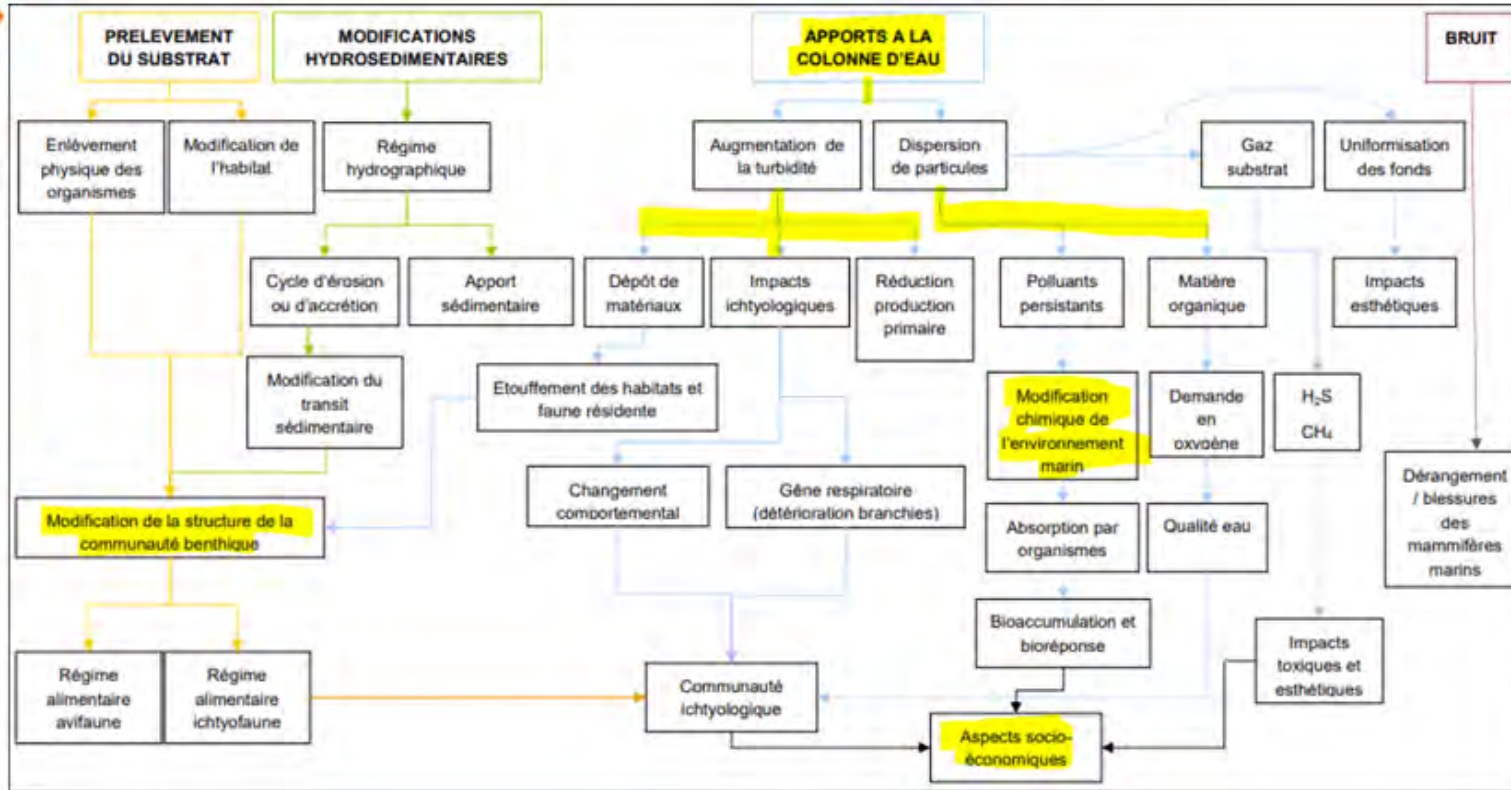 PRELEVEMENT
DU SUBSTRAT
MODIFICATIONS
HYDROSEDIMENTAIRES
APPORTS A LA
COLONNE D'EAU
BRUIT
Enlèvement
physique des
organismes
Modification de
l'habitat
Régime
hydrographique
Augmentation de
la turbidité
Dispersion
de particules
Gaz
substrat
Uniformisation
des fonds
Cycle d'érosion
ou d'accrétion
Apport
sédimentaire
Dépôt de
matériaux
Impacts
ichtyologiques
Réduction
production
primaire
Polluants
persistants
Matière
organique
Impacts
esthétiques
Modification du
transit
sédimentaire
Etouffement des habitats et
faune résidente
Modification
chimique de
l'environnement
marin
Demande
en
oxygène
H₂S
CH₄
Dérangement
/ blessures
des
mammifères
marins
Modification de la structure de la
communauté benthique
Changement
comportemental
Gêne respiratoire
(détérioration branchies)
Absorption par
organismes
Qualité eau
Bioaccumulation et
bioréponse
Impacts
toxiques et
esthétiques
Régime
alimentaire
avifaune
Régime
alimentaire
ichtyofaune
Communauté
ichtyologique
Aspects socio-
économiques